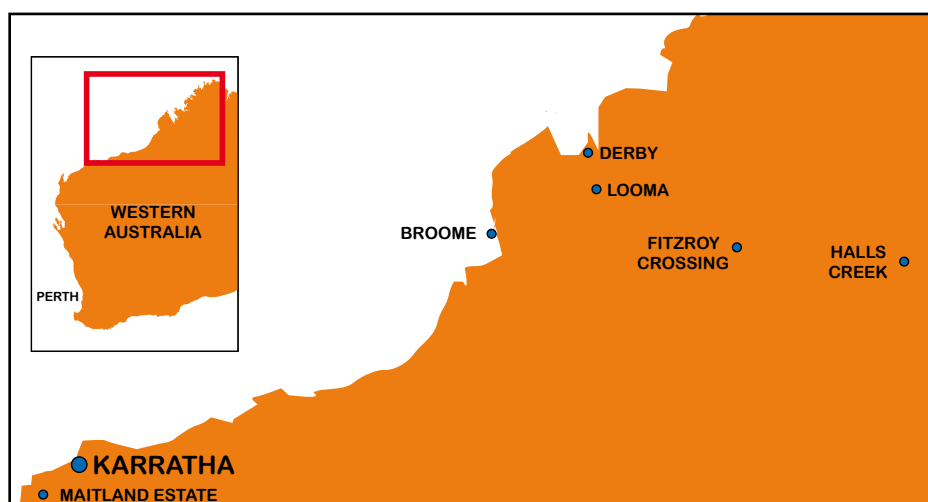 WESTERN
AUSTRALIA
PERTH
DERBY
LOOMA
BROOME
FITZROY
CROSSING
HALLS
CREEK
KARRATHA
MAITLAND ESTATE